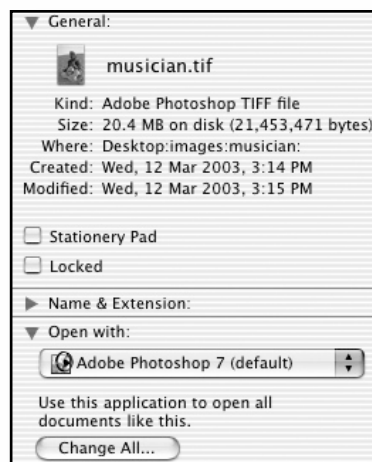 General:
musician.tif
Kind: Adobe Photoshop TIFF file
Size: 20.4 MB on disk (21,453,471 bytes)
Where: Desktop:images:musician:
Created: Wed, 12 Mar 2003, 3:14 PM
Modified: Wed, 12 Mar 2003, 3:15 PM
Stationery Pad
Locked
Name & Extension:
Open with:
Adobe Photoshop 7 (default)
Use this application to open all
documents like this.
Change All...